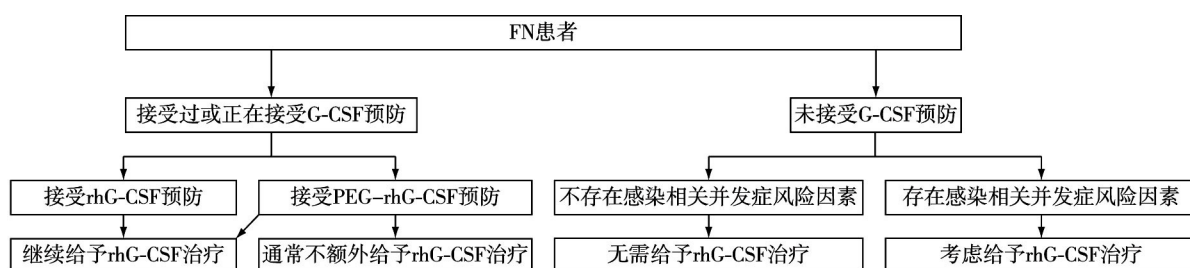 FN患者
接受过或正在接受G-CSF预防
未接受G-CSF预防
接受rhG-CSF预防
接受PEG-rhG-CSF预防
不存在感染相关并发症风险因素
存在感染相关并发症风险因素
继续给予rhG-CSF治疗
通常不额外给予rhG-CSF治疗
无需给予rhG-CSF治疗
考虑给予rhG-CSF治疗